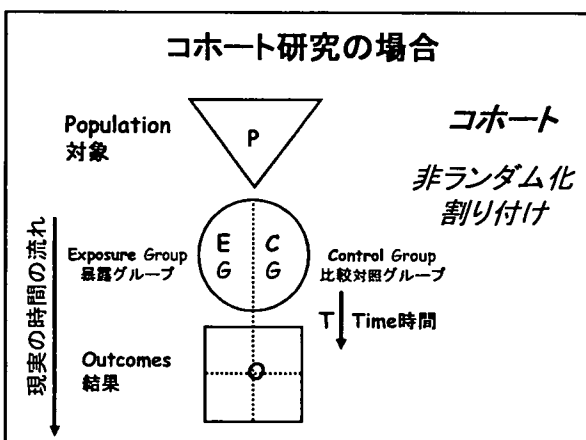 コホート研究の場合
Population
対象
P
コホート
非ランダム化
割り付け
現実の時間の流れ
Exposure Group
暴露グループ
E
G
C
G
Control Group
比較対照グループ
T
Time時間
Outcomes
結果
O